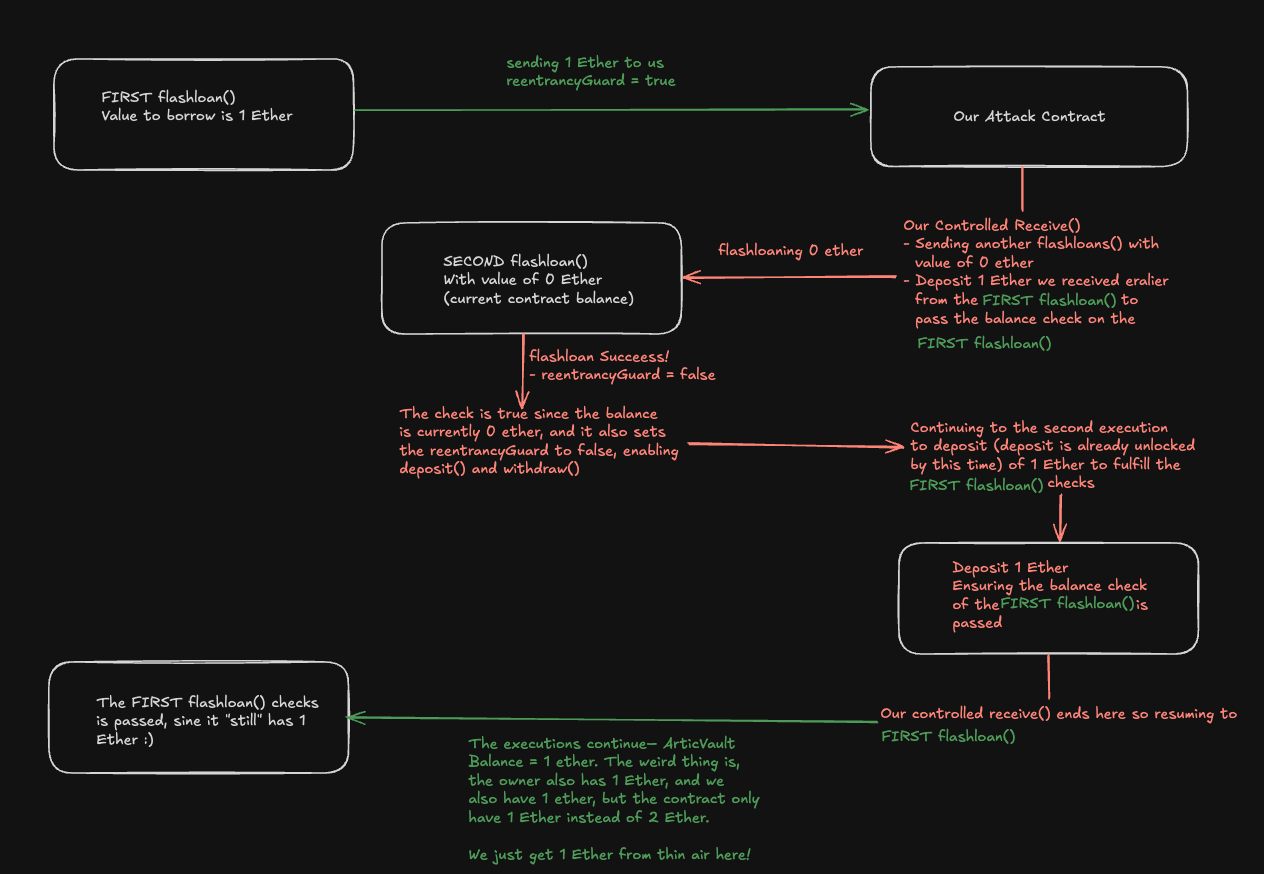 sending 1 Ether to us
reentrancyGuard = true
FIRST flashloan()
Value to borrow is 1 Ether
Our Attack Contract
Our Controlled Receive()
- Sending another flashloans() with
value of 0 ether
- Deposit 1 Ether we received eralier
from the FIRST flashloan() to
pass the balance check on the
FIRST flashloan()
flashloaning 0 ether
SECOND flashloan()
With value of 0 Ether
(current contract balance)
flashloan Succeess!
- reentrancyGuard = false
The check is true since the balance
is currently 0 ether, and it also sets
the reentrancyGuard to false, enabling
deposit() and withdraw()
Continuing to the second execution
to deposit (deposit is already unlocked
by this time) of 1 Ether to fulfill the
FIRST flashloan() checks
Deposit 1 Ether
Ensuring the balance check
of the FIRST flashloan() is
passed
Our controlled receive() ends here so resuming to
FIRST flashloan()
The FIRST flashloan() checks
is passed, sine it "still" has 1
Ether :)
The executions continue— ArticVault
Balance = 1 ether. The weird thing is,
the owner also has 1 Ether, and we
also have 1 ether, but the contract only
have 1 Ether instead of 2 Ether.
We just get 1 Ether from thin air here!